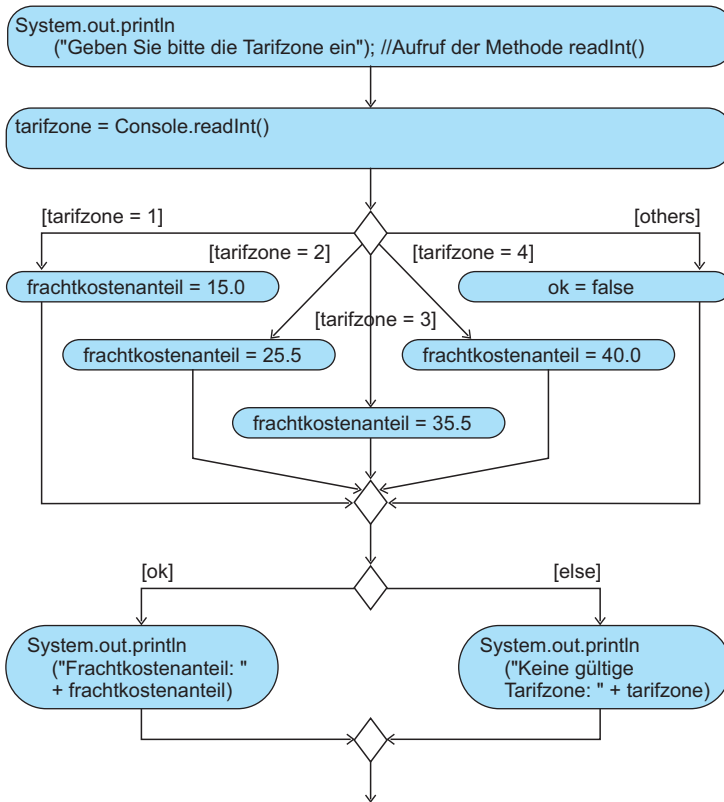 System.out.println
("Geben Sie bitte die Tarifzone ein"); //Aufruf der Methode readInt()
tarifzone = Console.readInt()
[tarifzone = 1]
[others]
[tarifzone = 2]
[tarifzone = 4]
frachtkostenanteil = 15.0
ok = false
[tarifzone = 3]
frachtkostenanteil = 25.5
frachtkostenanteil = 40.0
frachtkostenanteil = 35.5
[ok]
[else]
System.out.println
("Frachtkostenanteil: "
+ frachtkostenanteil)
System.out.println
("Keine gültige
Tarifzone: " + tarifzone)